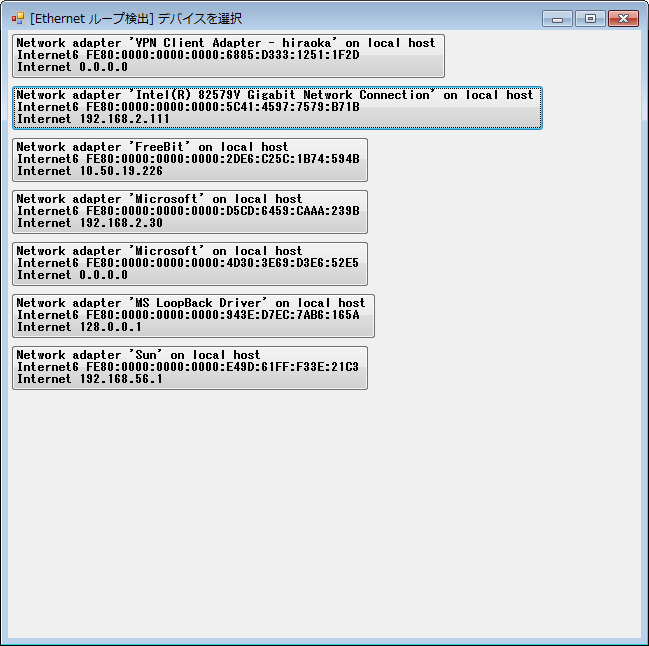 [Ethernet ループ検出] デバイスを選択
Network adapter 'VPN Client Adapter - hiraoka' on local host
Internet6 FE80:0000:0000:0000:6885:D333:1251:1F2D
Internet 0.0.0.0
Network adapter 'Intel(R) 82579V Gigabit Network Connection' on local host
Internet6 FE80:0000:0000:0000:5C41:4597:7579:B71B
Internet 192.168.2.111
Network adapter 'FreeBit' on local host
Internet6 FE80:0000:0000:0000:2DE6:C25C:1B74:594B
Internet 10.50.19.226
Network adapter 'Microsoft' on local host
Internet6 FE80:0000:0000:0000:D5CD:6459:CAAA:239B
Internet 192.168.2.30
Network adapter 'Microsoft' on local host
Internet6 FE80:0000:0000:0000:4D30:3E69:D3E6:52E5
Internet 0.0.0.0
Network adapter 'MS LoopBack Driver' on local host
Internet6 FE80:0000:0000:0000:943E:D7EC:7AB6:165A
Internet 128.0.0.1
Network adapter 'Sun' on local host
Internet6 FE80:0000:0000:0000:E49D:61FF:F33E:21C3
Internet 192.168.56.1